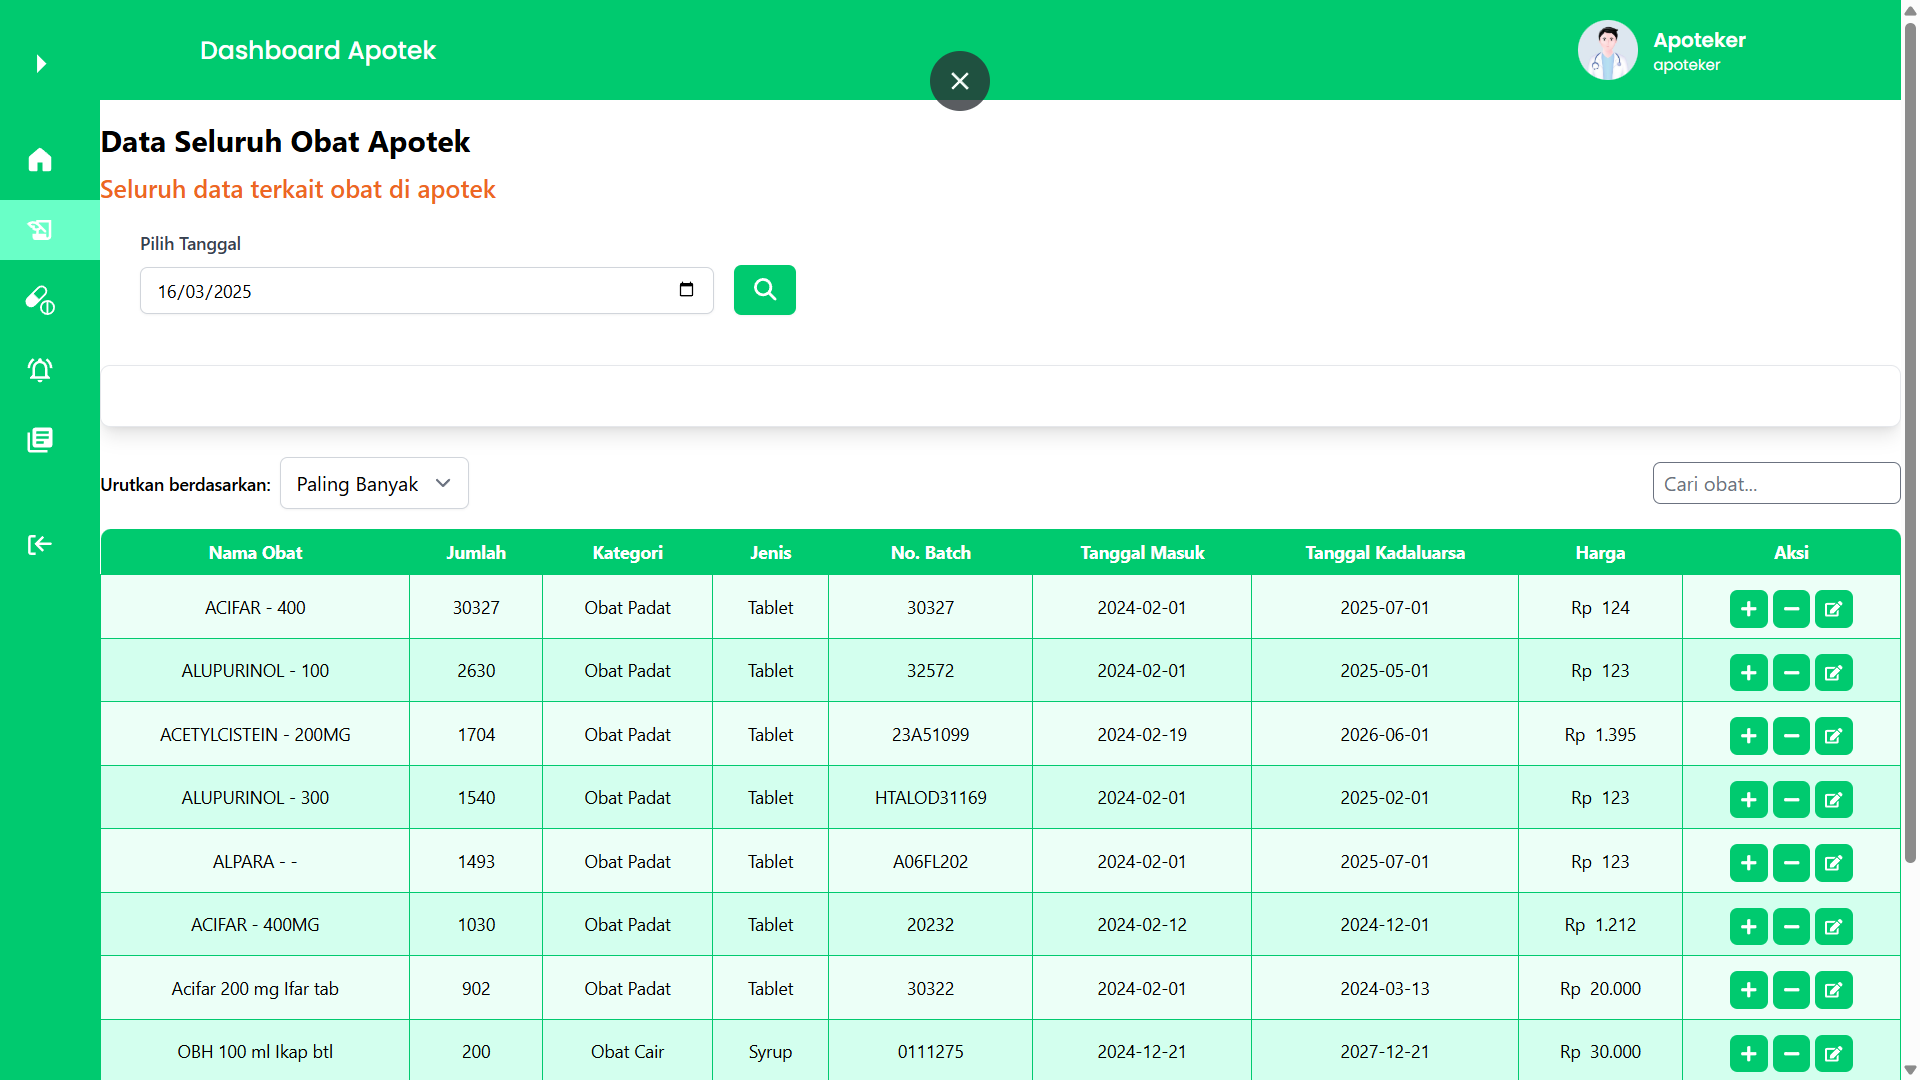 Dashboard Apotek
Apoteker
apoteker
Data Seluruh Obat Apotek
Seluruh data terkait obat di apotek
Pilih Tanggal
16/03/2025
Urutkan berdasarkan: Paling Banyak
Cari obat...
Nama Obat Jumlah Kategori Jenis No. Batch Tanggal Masuk Tanggal Kadaluarsa Harga Aksi
ACIFAR - 400 30327 Obat Padat Tablet 30327 2024-02-01 2025-07-01 Rp 124
ALUPURINOL - 100 2630 Obat Padat Tablet 32572 2024-02-01 2025-05-01 Rp 123
ACETYLCISTEIN - 200MG 1704 Obat Padat Tablet 23A51099 2024-02-19 2026-06-01 Rp 1.395
ALUPURINOL - 300 1540 Obat Padat Tablet HTALOD31169 2024-02-01 2025-02-01 Rp 123
ALPARA - - 1493 Obat Padat Tablet A06FL202 2024-02-01 2025-07-01 Rp 123
ACIFAR - 400MG 1030 Obat Padat Tablet 20232 2024-02-12 2024-12-01 Rp 1.212
Acifar 200 mg Ifar tab 902 Obat Padat Tablet 30322 2024-02-01 2024-03-13 Rp 20.000
OBH 100 ml Ikap btl 200 Obat Cair Syrup 0111275 2024-12-21 2027-12-21 Rp 30.000